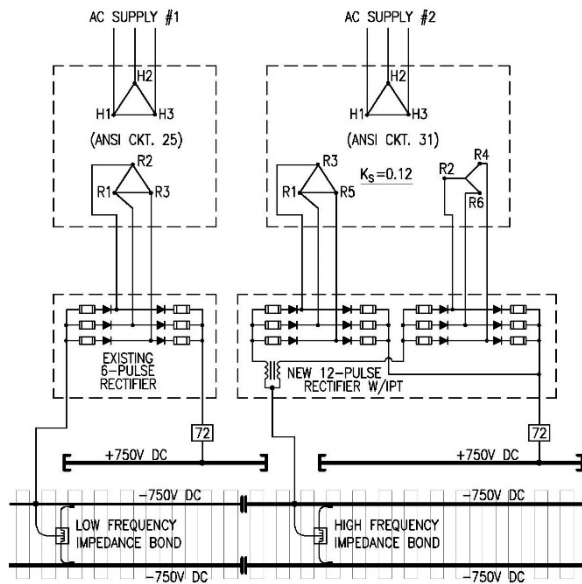 AC SUPPLY #1
AC SUPPLY #2
H2
H1
H3
(ANSI CKT. 25)
R2
R1
R3
H2
H1
H3
(ANSI CKT. 31)
R3
R1
R5
KS=0.12
R4
R2
R6
EXISTING
6-PULSE
RECTIFIER
NEW 12-PULSE
RECTIFIER W/IPT
72
72
+750V DC
+750V DC
-750V DC
-750V DC
LOW FREQUENCY
IMPEDANCE BOND
HIGH FREQUENCY
IMPEDANCE BOND
-750V DC
-750V DC